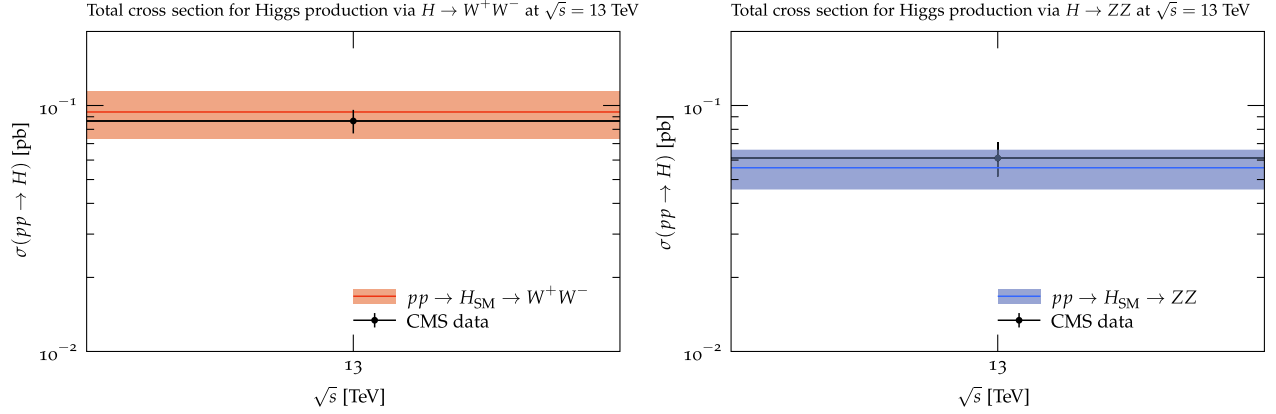 Total cross section for Higgs production via H → W⁺W⁻ at √s = 13 TeV
σ(pp → H) [pb]
10⁻¹
10⁻²
pp → H_SM → W⁺W⁻
CMS data
13
√s [TeV]
Total cross section for Higgs production via H → ZZ at √s = 13 TeV
σ(pp → H) [pb]
10⁻¹
10⁻²
pp → H_SM → ZZ
CMS data
13
√s [TeV]